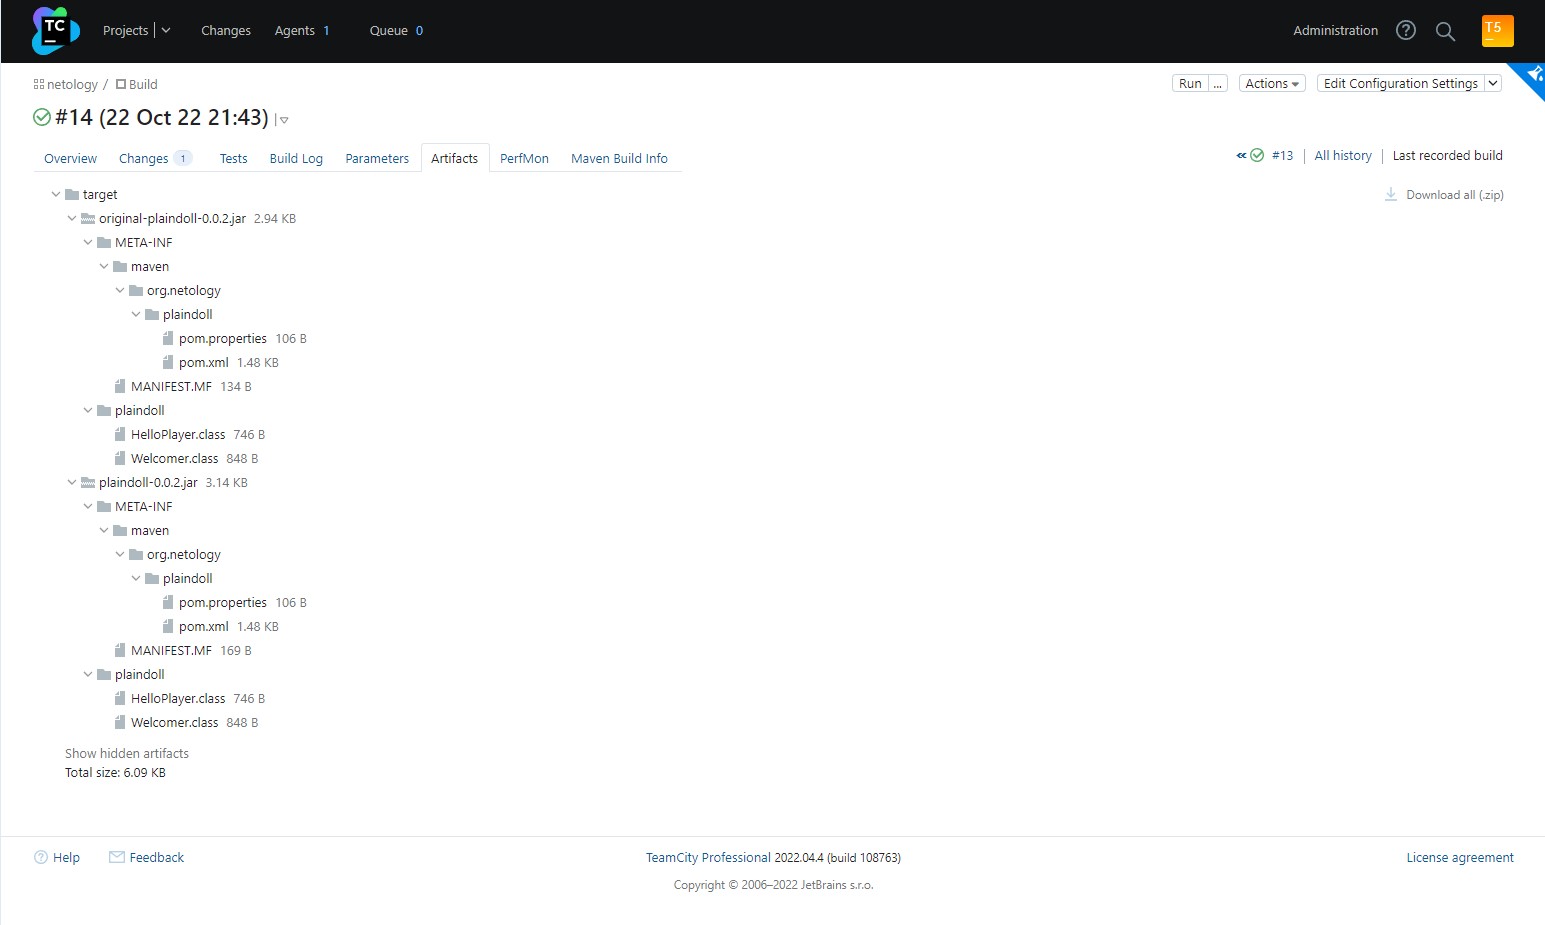 TC Projects Changes Agents 1 Queue 0 Administration T5
netology / Build Run ... Actions Edit Configuration Settings
#14 (22 Oct 22 21:43)
Overview Changes 1 Tests Build Log Parameters Artifacts PerfMon Maven Build Info #13 All history Last recorded build
target Download all (.zip)
original-plaindoll-0.0.2.jar 2.94 KB
META-INF
maven
org.netology
plaindoll
pom.properties 106 B
pom.xml 1.48 KB
MANIFEST.MF 134 B
plaindoll
HelloPlayer.class 746 B
Welcomer.class 848 B
plaindoll-0.0.2.jar 3.14 KB
META-INF
maven
org.netology
plaindoll
pom.properties 106 B
pom.xml 1.48 KB
MANIFEST.MF 169 B
plaindoll
HelloPlayer.class 746 B
Welcomer.class 848 B
Show hidden artifacts
Total size: 6.09 KB
Help Feedback TeamCity Professional 2022.04.4 (build 108763) License agreement
Copyright © 2006–2022 JetBrains s.r.o.